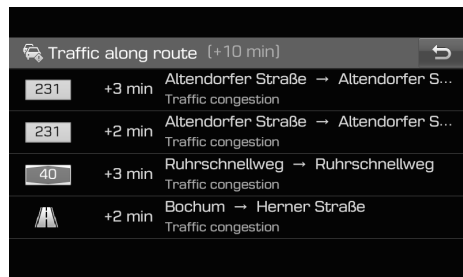 Traffic along route (+10 min)
231 +3 min Altendorfer Straße → Altendorfer S...
Traffic congestion
231 +2 min Altendorfer Straße → Altendorfer S...
Traffic congestion
40 +3 min Ruhrschnellweg → Ruhrschnellweg
Traffic congestion
+2 min Bochum → Herner Straße
Traffic congestion